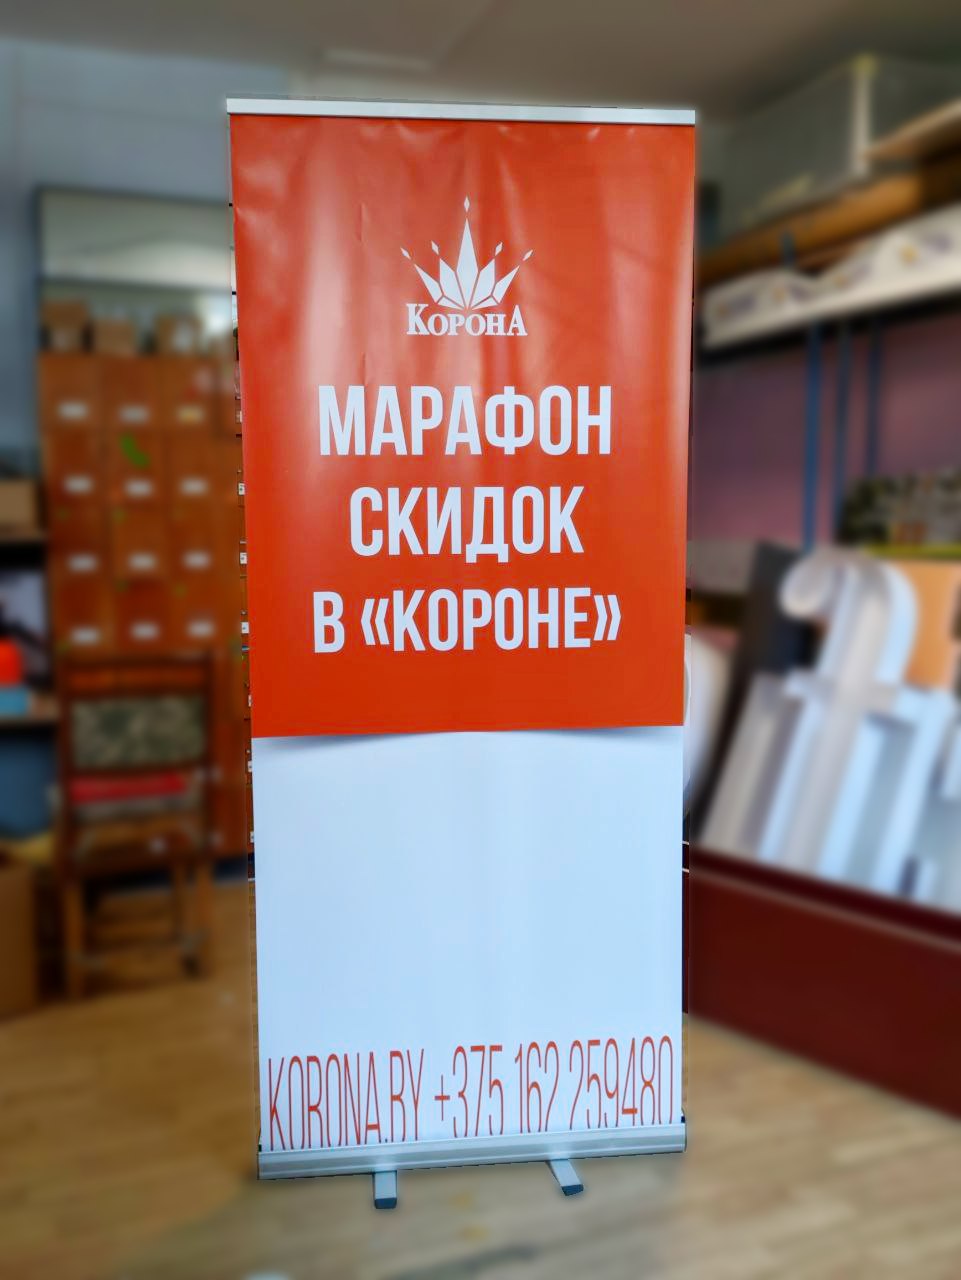 КоронА
МАРАФОН
СКИДОК
В «КОРОНЕ»
KORONA.BY +375 162 259480